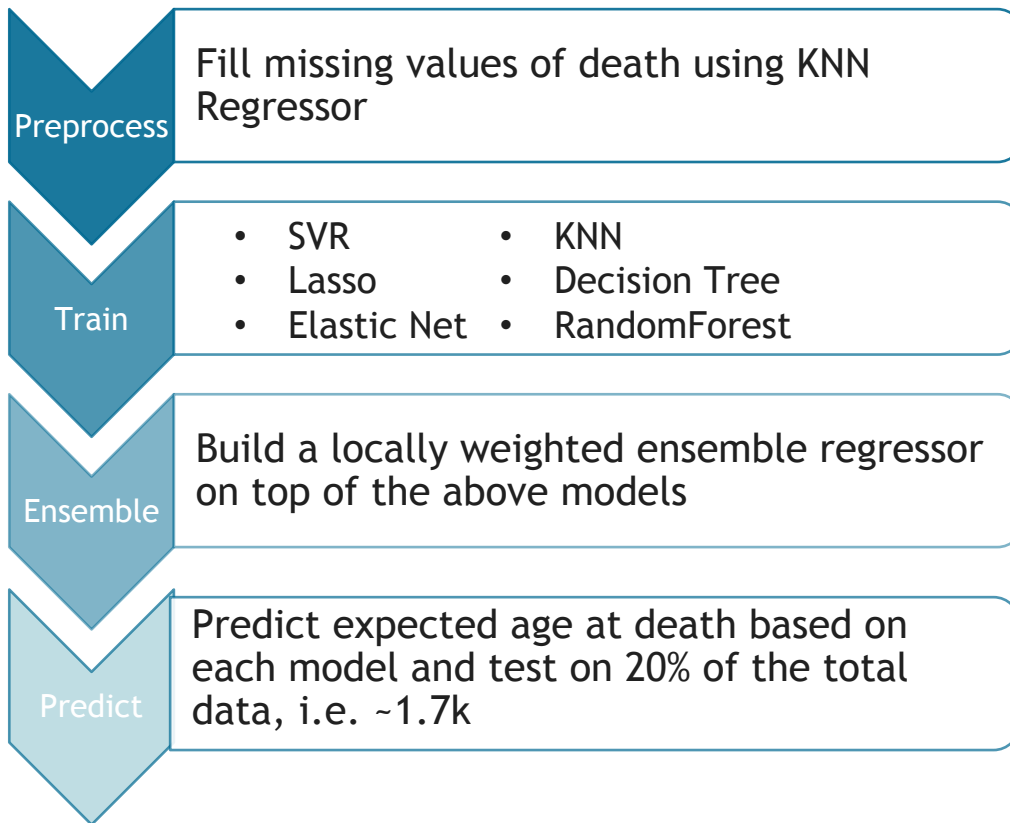 Preprocess
Fill missing values of death using KNN
Regressor
Train
• SVR
• Lasso
• Elastic Net
• KNN
• Decision Tree
• RandomForest
Ensemble
Build a locally weighted ensemble regressor
on top of the above models
Predict
Predict expected age at death based on
each model and test on 20% of the total
data, i.e. ~1.7k